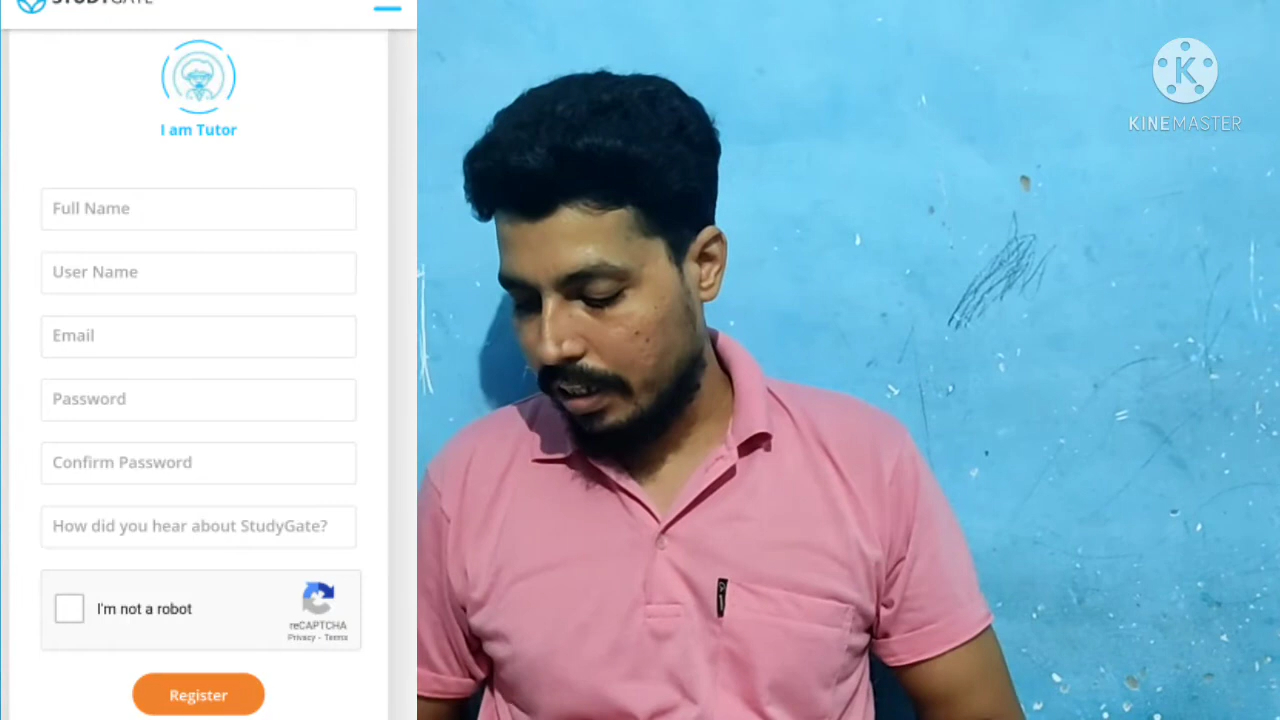 STUDYGATE
I am Tutor
Full Name
User Name
Email
Password
Confirm Password
How did you hear about StudyGate?
I'm not a robot
reCAPTCHA
Privacy - Terms
Register
KINEMASTER